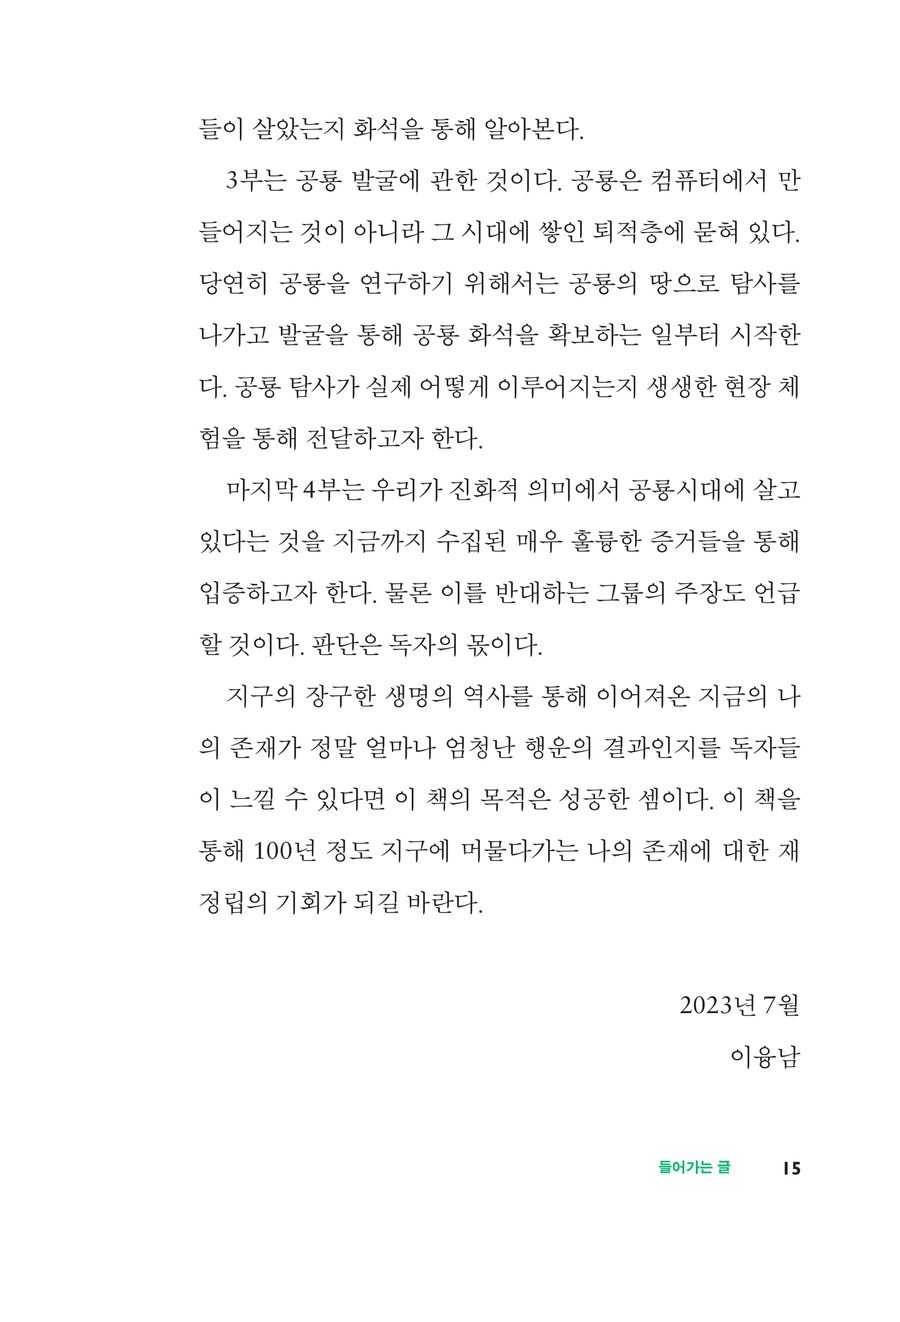 들이 살았는지 화석을 통해 알아본다.
3부는 공룡 발굴에 관한 것이다. 공룡은 컴퓨터에서 만
들어지는 것이 아니라 그 시대에 쌓인 퇴적층에 묻혀 있다.
당연히 공룡을 연구하기 위해서는 공룡의 땅으로 탐사를
나가고 발굴을 통해 공룡 화석을 확보하는 일부터 시작한
다. 공룡 탐사가 실제 어떻게 이루어지는지 생생한 현장 체
험을 통해 전달하고자 한다.
마지막 4부는 우리가 진화적 의미에서 공룡시대에 살고
있다는 것을 지금까지 수집된 매우 훌륭한 증거들을 통해
입증하고자 한다. 물론 이를 반대하는 그룹의 주장도 언급
할 것이다. 판단은 독자의 몫이다.
지구의 장구한 생명의 역사를 통해 이어져온 지금의 나
의 존재가 정말 얼마나 엄청난 행운의 결과인지를 독자들
이 느낄 수 있다면 이 책의 목적은 성공한 셈이다. 이 책을
통해 100년 정도 지구에 머물다가는 나의 존재에 대한 재
정립의 기회가 되길 바란다.
2023년 7월
이융남
들어가는 글 15